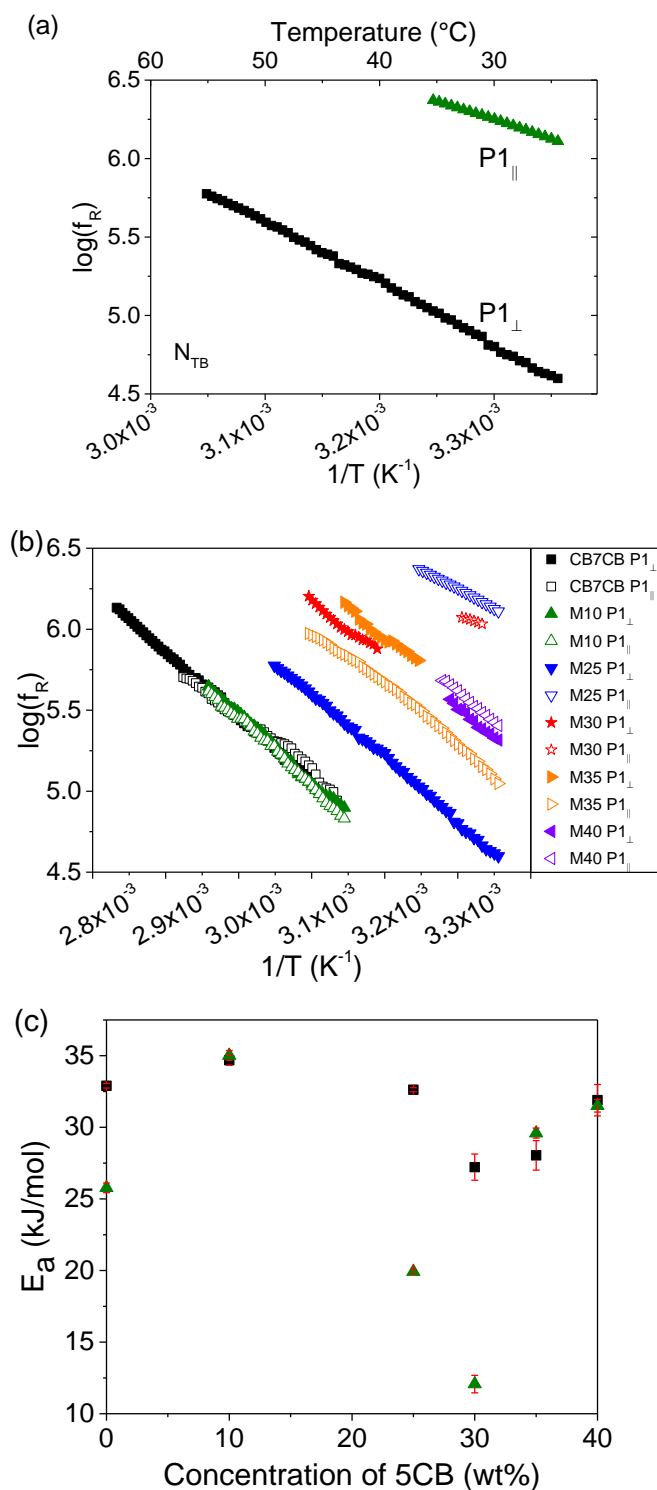 (a)
Temperature (°C)
60 50 40 30
6.5
6.0
5.5
5.0
4.5
log(f_R)
P1_||
P1_⊥
N_TB
3.0x10^-3 3.1x10^-3 3.2x10^-3 3.3x10^-3
1/T (K^-1)
(b)
6.5
6.0
5.5
5.0
4.5
log(f_R)
2.8x10^-3 2.9x10^-3 3.0x10^-3 3.1x10^-3 3.2x10^-3 3.3x10^-3
1/T (K^-1)
CB7CB P1_⊥
CB7CB P1_||
M10 P1_⊥
M10 P1_||
M25 P1_⊥
M25 P1_||
M30 P1_⊥
M30 P1_||
M35 P1_⊥
M35 P1_||
M40 P1_⊥
M40 P1_||
(c)
35
30
25
20
15
10
E_a (kJ/mol)
0 10 20 30 40
Concentration of 5CB (wt%)